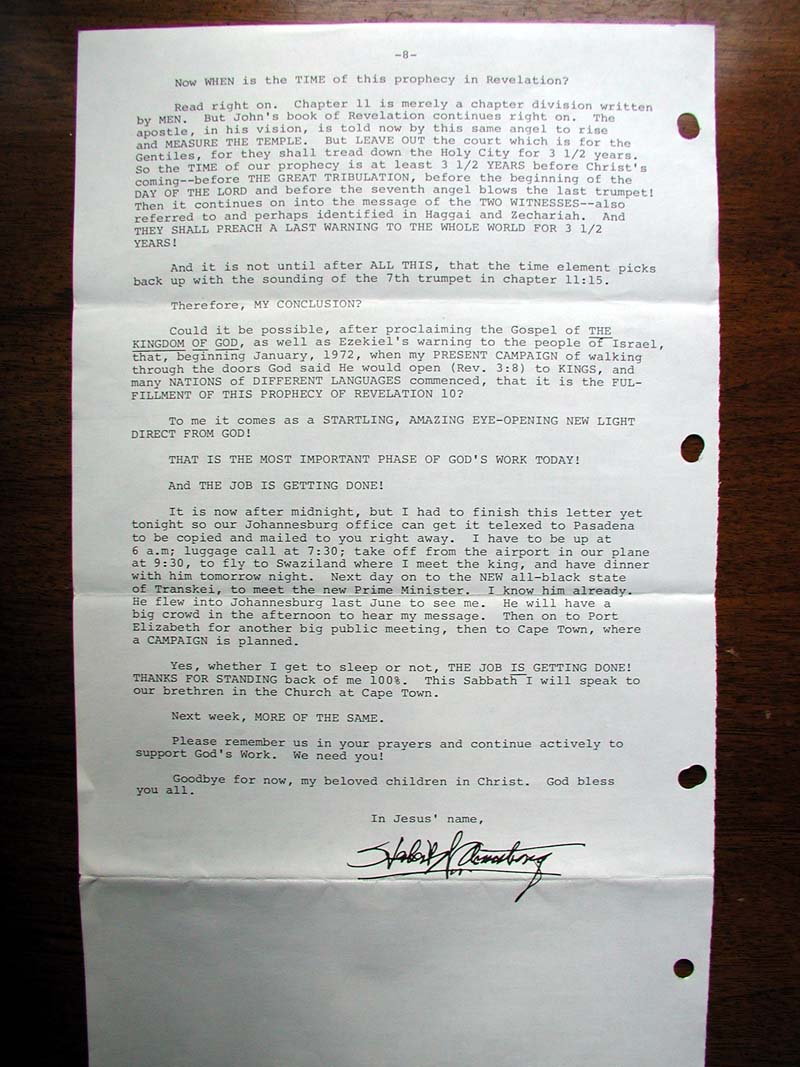 -8-
Now WHEN is the TIME of this prophecy in Revelation?
Read right on. Chapter 11 is merely a chapter division written
by MEN. But John's book of Revelation continues right on. The
apostle, in his vision, is told now by this same angel to rise
and MEASURE THE TEMPLE. But LEAVE OUT the court which is for the
Gentiles, for they shall tread down the Holy City for 3 1/2 years.
So the TIME of our prophecy is at least 3 1/2 YEARS before Christ's
coming--before THE GREAT TRIBULATION, before the beginning of the
DAY OF THE LORD and before the seventh angel blows the last trumpet!
Then it continues on into the message of the TWO WITNESSES--also
referred to and perhaps identified in Haggai and Zechariah. And
THEY SHALL PREACH A LAST WARNING TO THE WHOLE WORLD FOR 3 1/2
YEARS!
And it is not until after ALL THIS, that the time element picks
back up with the sounding of the 7th trumpet in chapter 11:15.
Therefore, MY CONCLUSION?
Could it be possible, after proclaiming the Gospel of THE
KINGDOM OF GOD, as well as Ezekiel's warning to the people of Israel,
that, beginning January, 1972, when my PRESENT CAMPAIGN of walking
through the doors God said He would open (Rev. 3:8) to KINGS, and
many NATIONS of DIFFERENT LANGUAGES commenced, that it is the FUL-
FILLMENT OF THIS PROPHECY OF REVELATION 10?
To me it comes as a STARTLING, AMAZING EYE-OPENING NEW LIGHT
DIRECT FROM GOD!
THAT IS THE MOST IMPORTANT PHASE OF GOD'S WORK TODAY!
And THE JOB IS GETTING DONE!
It is now after midnight, but I had to finish this letter yet
tonight so our Johannesburg office can get it telexed to Pasadena
to be copied and mailed to you right away. I have to be up at
6 a.m; luggage call at 7:30; take off from the airport in our plane
at 9:30, to fly to Swaziland where I meet the king, and have dinner
with him tomorrow night. Next day on to the NEW all-black state
of Transkei, to meet the new Prime Minister. I know him already.
He flew into Johannesburg last June to see me. He will have a
big crowd in the afternoon to hear my message. Then on to Port
Elizabeth for another big public meeting, then to Cape Town, where
a CAMPAIGN is planned.
Yes, whether I get to sleep or not, THE JOB IS GETTING DONE!
THANKS FOR STANDING back of me 100%. This Sabbath I will speak to
our brethren in the Church at Cape Town.
Next week, MORE OF THE SAME.
Please remember us in your prayers and continue actively to
support God's Work. We need you!
Goodbye for now, my beloved children in Christ. God bless
you all.
In Jesus' name,
Herbert W. Armstrong